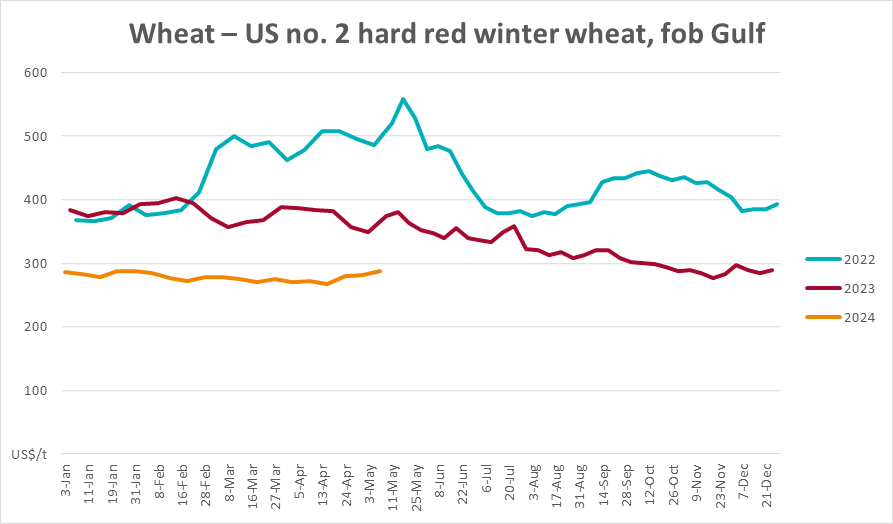 Wheat – US no. 2 hard red winter wheat, fob Gulf
600
500
400
300
200
100
US$/t
2022
2023
2024
3-Jan
11-Jan
19-Jan
31-Jan
8-Feb
16-Feb
28-Feb
8-Mar
16-Mar
27-Mar
5-Apr
13-Apr
24-Apr
3-May
11-May
25-May
8-Jun
22-Jun
6-Jul
20-Jul
3-Aug
17-Aug
31-Aug
14-Sep
28-Sep
12-Oct
26-Oct
9-Nov
23-Nov
7-Dec
21-Dec